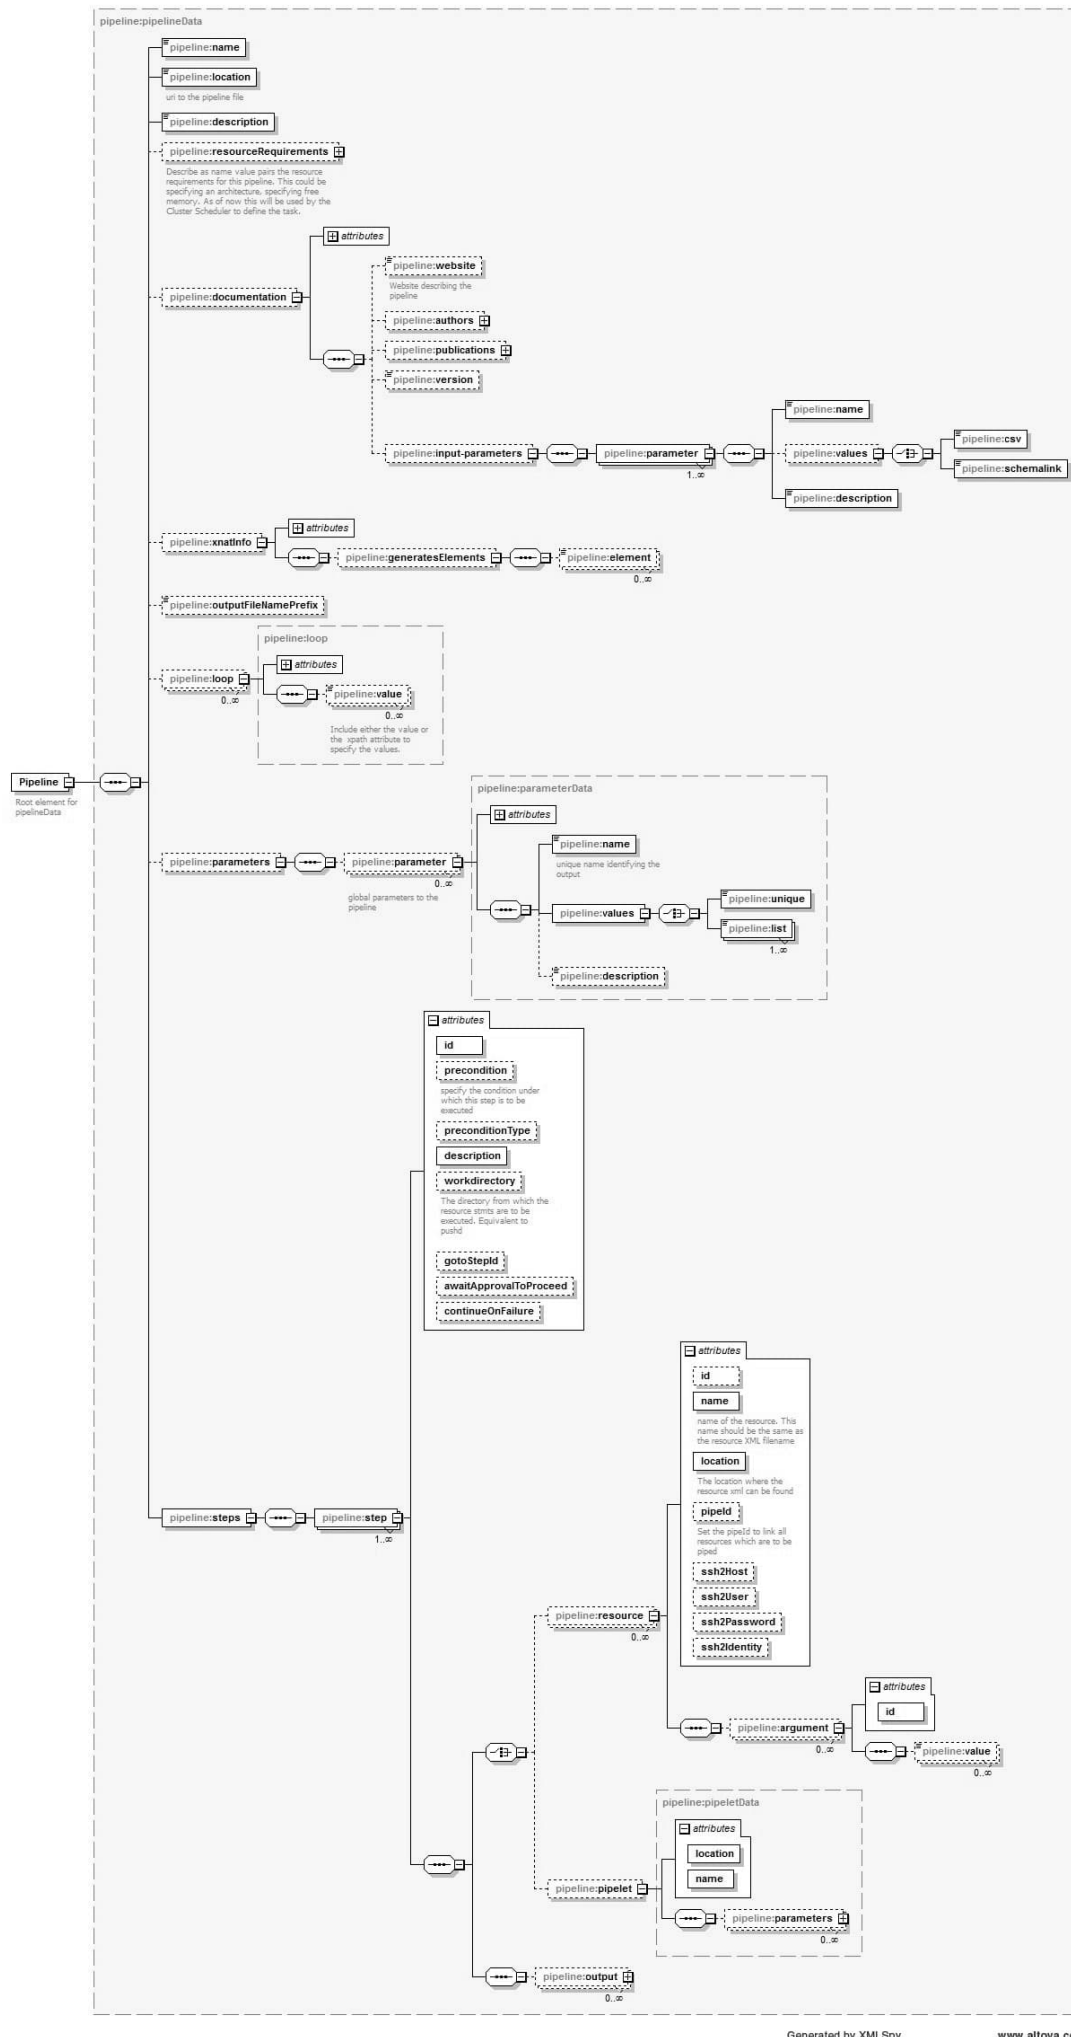 pipeline:pipelineData
pipeline:name
pipeline:location
uri to the pipeline file
pipeline:description
pipeline:resourceRequirements
Describe as name value pairs the resource
requirements for this pipeline. This could be
specifying an architecture, specifying free
memory. As of now this will be used by the
Cluster Scheduler to define the task.
attributes
pipeline:website
Website describing the
pipeline
pipeline:documentation
pipeline:authors
pipeline:publications
pipeline:version
pipeline:name
pipeline:input-parameters
pipeline:parameter
1..∞
pipeline:values
pipeline:csv
pipeline:schemalink
pipeline:description
attributes
pipeline:xnatInfo
pipeline:generatesElements
pipeline:element
0..∞
pipeline:outputFileNamePrefix
pipeline:loop
attributes
pipeline:loop
0..∞
pipeline:value
0..∞
Include either the value or
the xpath attribute to
specify the values.
Pipeline
Root element for
pipelineData
pipeline:parameterData
attributes
pipeline:name
unique name identifying the
output
pipeline:parameters
pipeline:parameter
0..∞
global parameters to the
pipeline
pipeline:values
pipeline:unique
pipeline:list
1..∞
pipeline:description
attributes
id
precondition
specify the condition under
which this step is to be
executed
preconditionType
description
workdirectory
The directory from which the
resource stmts are to be
executed. Equivalent to
pushd
gotoStepId
awaitApprovalToProceed
continueOnFailure
attributes
id
name
name of the resource. This
name should be the same as
the resource XML filename
location
The location where the
resource xml can be found
pipeline:steps
pipeline:step
1..∞
pipeId
Set the pipeId to link all
resources which are to be
piped
ssh2Host
ssh2User
ssh2Password
ssh2Identity
pipeline:resource
0..∞
attributes
id
pipeline:argument
0..∞
pipeline:value
0..∞
pipeline:pipeletData
attributes
location
name
pipeline:pipelet
pipeline:parameters
0..∞
pipeline:output
0..∞
Generated by XMLSpy
www.altova.co